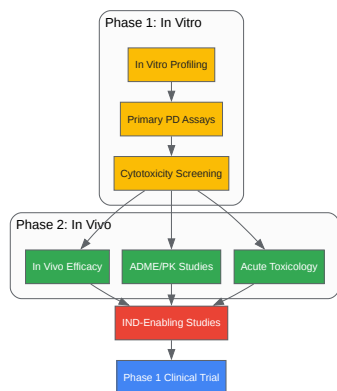 Phase 1: In Vitro
In Vitro Profiling
Primary PD Assays
Cytotoxicity Screening
Phase 2: In Vivo
In Vivo Efficacy
ADME/PK Studies
Acute Toxicology
IND-Enabling Studies
Phase 1 Clinical Trial